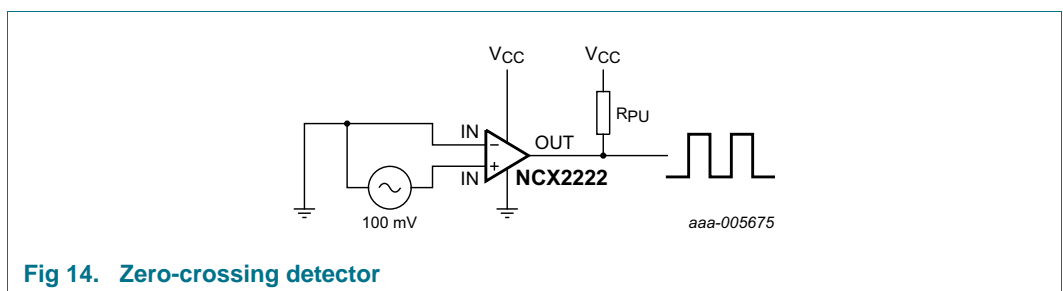 VCC VCC
RPU
IN OUT
−
+
IN NCX2222
100 mV aaa-005675
Fig 14. Zero-crossing detector